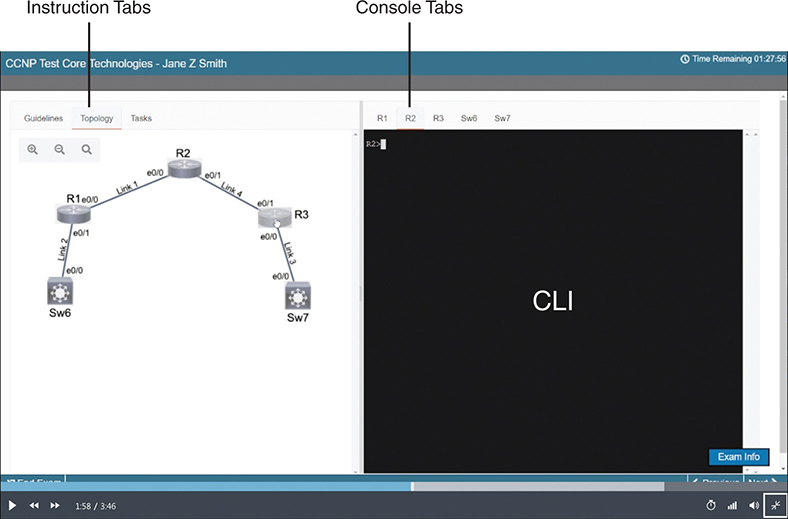 Instruction Tabs
Console Tabs
CCNP Test Core Technologies - Jane Z Smith
Time Remaining 01:27:56
Guidelines
Topology
Tasks
R1
R2
R3
Sw6
Sw7
R2>
R2
e0/0
e0/1
Link 1
Link 4
R1
e0/0
e0/1
R3
e0/1
e0/0
Link 2
Link 3
e0/0
e0/0
Sw6
Sw7
CLI
Exam Info
End Exam
Previous
Next
1:58 / 3:46